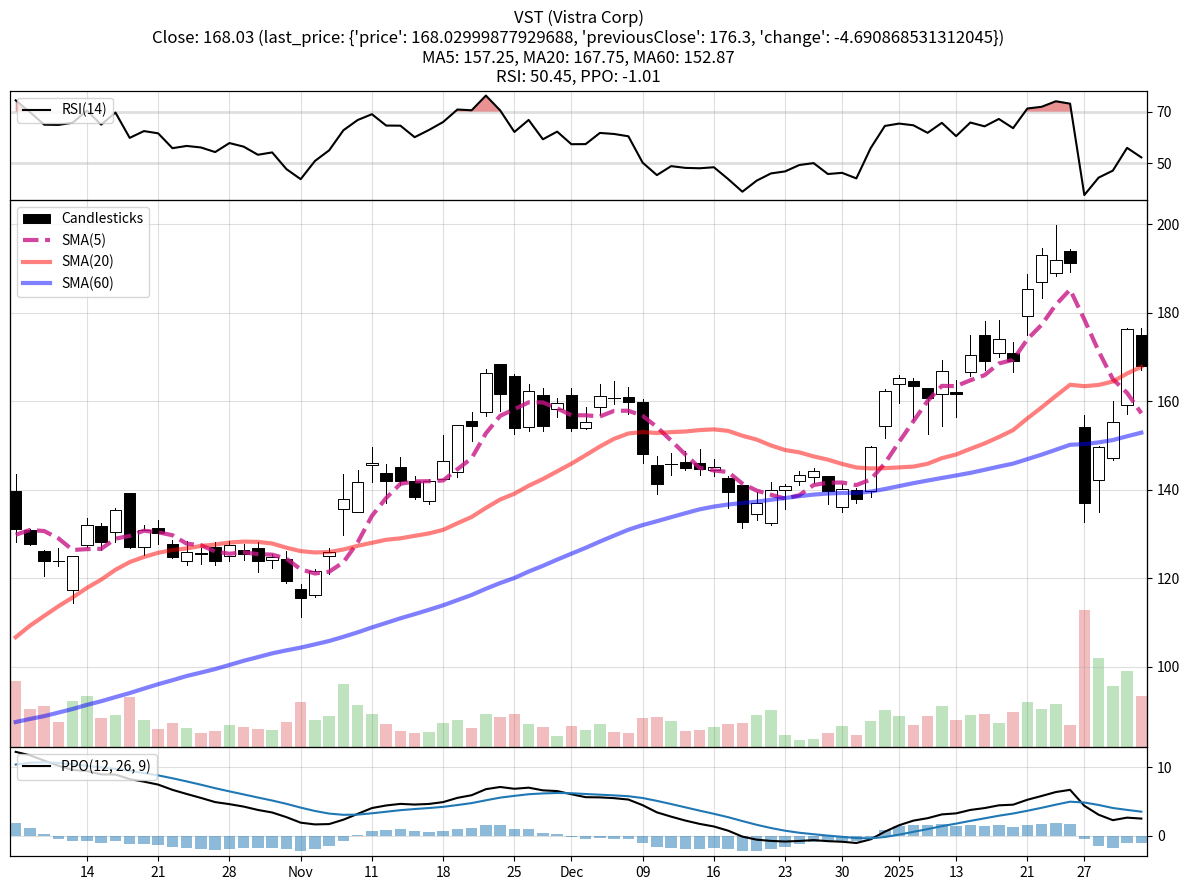 VST (Vistra Corp)
Close: 168.03 (last_price: {'price': 168.02999877929688, 'previousClose': 176.3, 'change': -4.690868531312045})
MA5: 157.25, MA20: 167.75, MA60: 152.87
RSI: 50.45, PPO: -1.01
RSI(14)
70
50
Candlesticks
SMA(5)
SMA(20)
SMA(60)
200
180
160
140
120
100
PPO(12, 26, 9)
10
0
14 21 28 Nov 11 18 25 Dec 09 16 23 30 2025 13 21 27